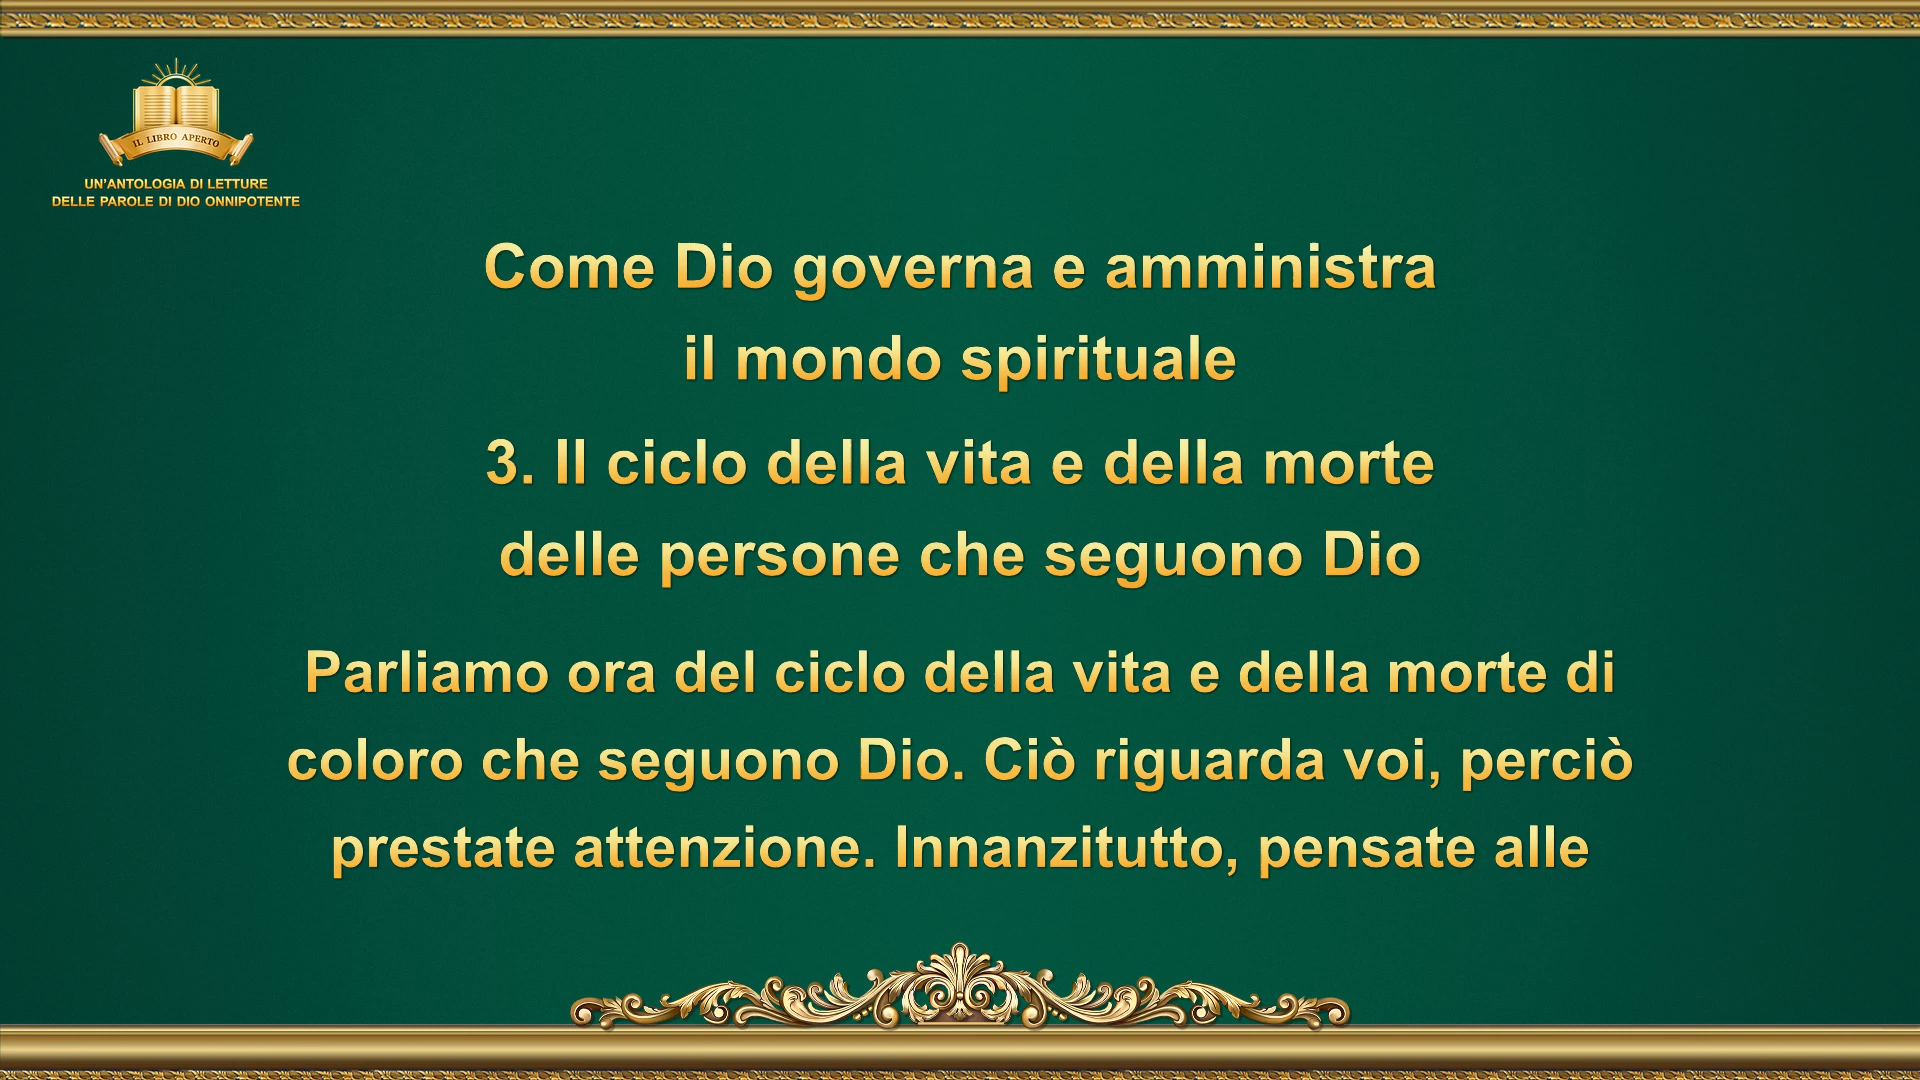 IL LIBRO APERTO
UN'ANTOLOGIA DI LETTURE
DELLE PAROLE DI DIO ONNIPOTENTE
Come Dio governa e amministra
il mondo spirituale
3. Il ciclo della vita e della morte
delle persone che seguono Dio
Parliamo ora del ciclo della vita e della morte di
coloro che seguono Dio. Ciò riguarda voi, perciò
prestate attenzione. Innanzitutto, pensate alle